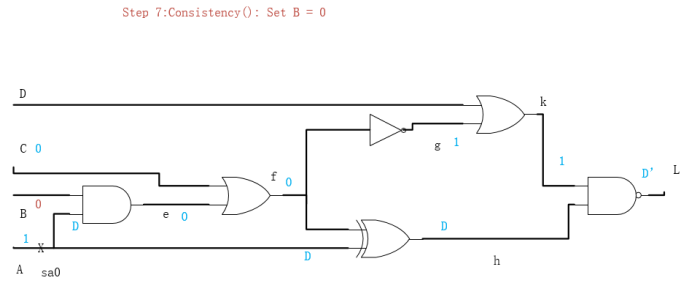 Step 7:Consistency(): Set B = 0
D
k
g 1
C 0
1
D'
L
f 0
B 0
e 0
D
1
X
D
D
h
A
sa0